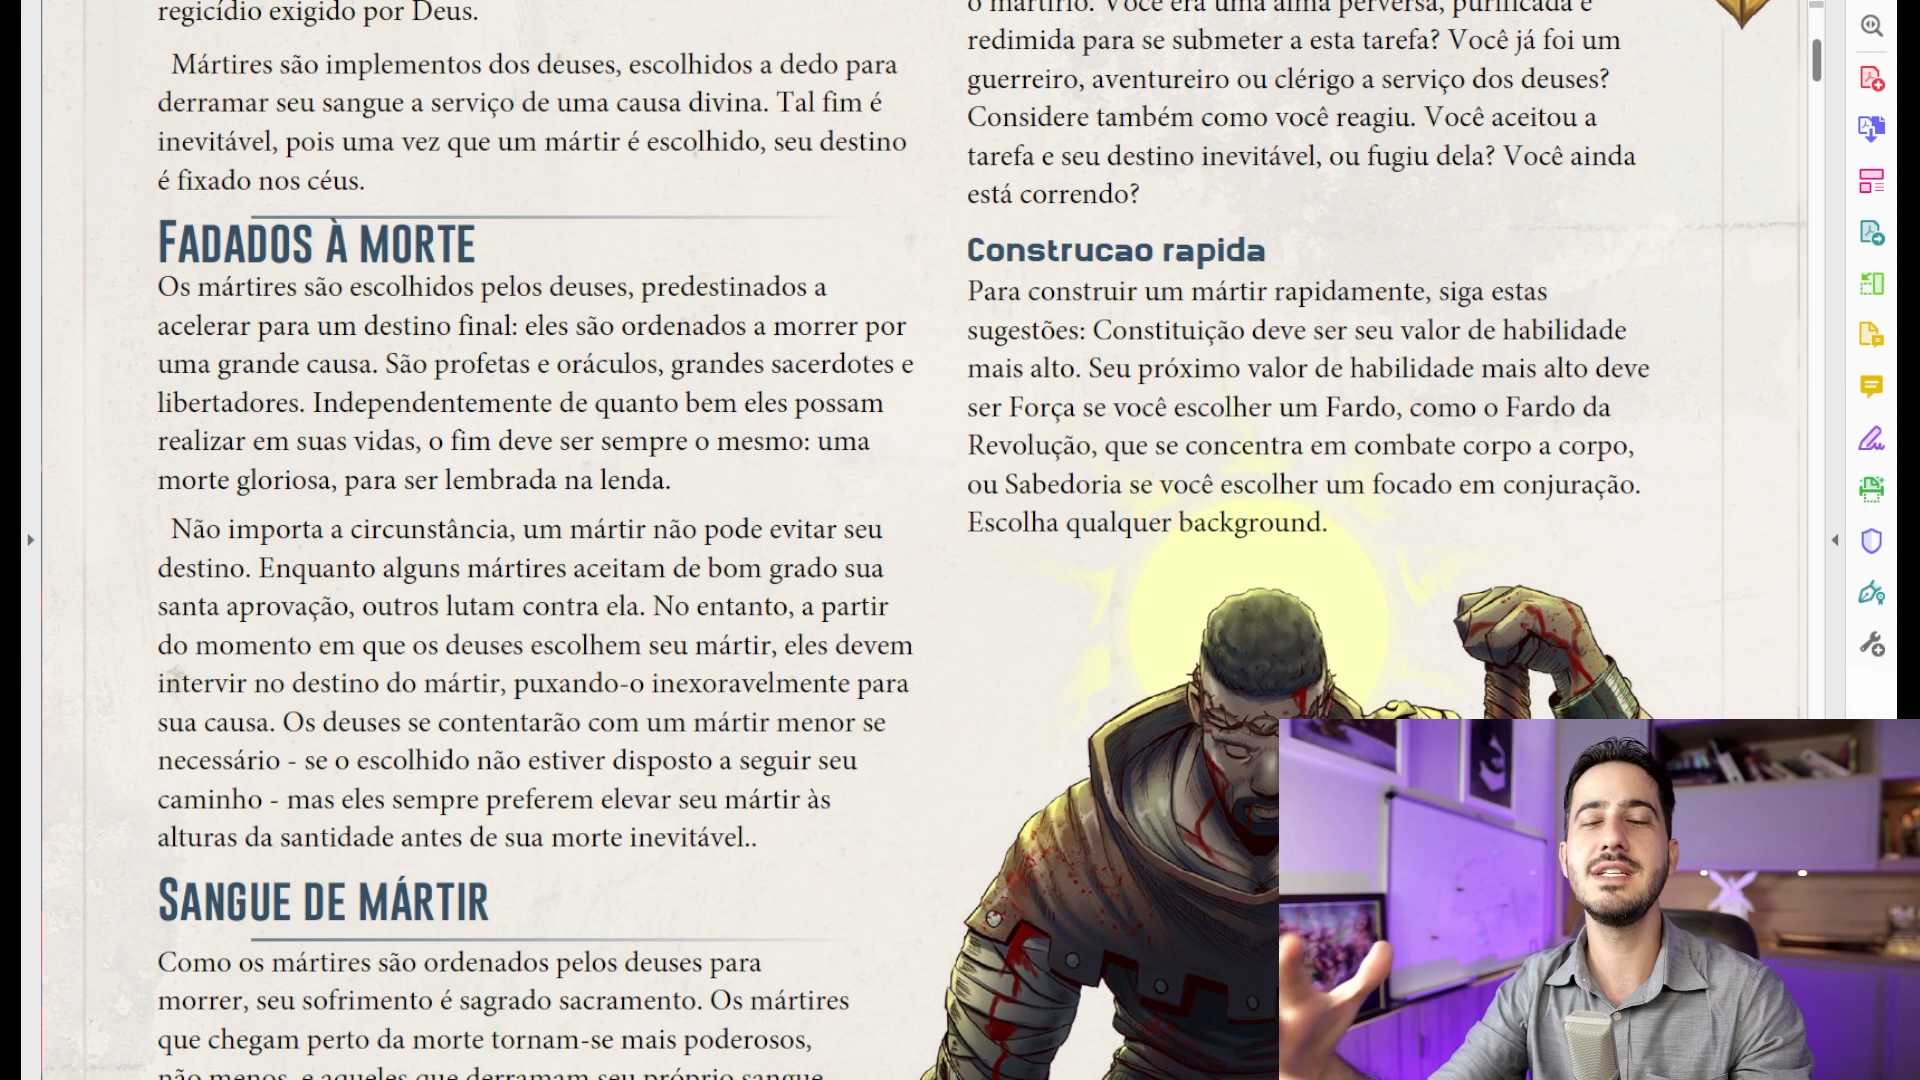 regicídio exigido por Deus.
Mártires são implementos dos deuses, escolhidos a dedo para
derramar seu sangue a serviço de uma causa divina. Tal fim é
inevitável, pois uma vez que um mártir é escolhido, seu destino
é fixado nos céus.
FADADOS À MORTE
Os mártires são escolhidos pelos deuses, predestinados a
acelerar para um destino final: eles são ordenados a morrer por
uma grande causa. São profetas e oráculos, grandes sacerdotes e
libertadores. Independentemente de quanto bem eles possam
realizar em suas vidas, o fim deve ser sempre o mesmo: uma
morte gloriosa, para ser lembrada na lenda.
Não importa a circunstância, um mártir não pode evitar seu
destino. Enquanto alguns mártires aceitam de bom grado sua
santa aprovação, outros lutam contra ela. No entanto, a partir
do momento em que os deuses escolhem seu mártir, eles devem
intervir no destino do mártir, puxando-o inexoravelmente para
sua causa. Os deuses se contentarão com um mártir menor se
necessário - se o escolhido não estiver disposto a seguir seu
caminho - mas eles sempre preferem elevar seu mártir às
alturas da santidade antes de sua morte inevitável..
SANGUE DE MÁRTIR
Como os mártires são ordenados pelos deuses para
morrer, seu sofrimento é sagrado sacramento. Os mártires
que chegam perto da morte tornam-se mais poderosos,
não menos, e aqueles que derramam seu próprio sangue
o martírio. Você era uma alma perversa, purificada e
redimida para se submeter a esta tarefa? Você já foi um
guerreiro, aventureiro ou clérigo a serviço dos deuses?
Considere também como você reagiu. Você aceitou a
tarefa e seu destino inevitável, ou fugiu dela? Você ainda
está correndo?
Construcao rapida
Para construir um mártir rapidamente, siga estas
sugestões: Constituição deve ser seu valor de habilidade
mais alto. Seu próximo valor de habilidade mais alto deve
ser Força se você escolher um Fardo, como o Fardo da
Revolução, que se concentra em combate corpo a corpo,
ou Sabedoria se você escolher um focado em conjuração.
Escolha qualquer background.